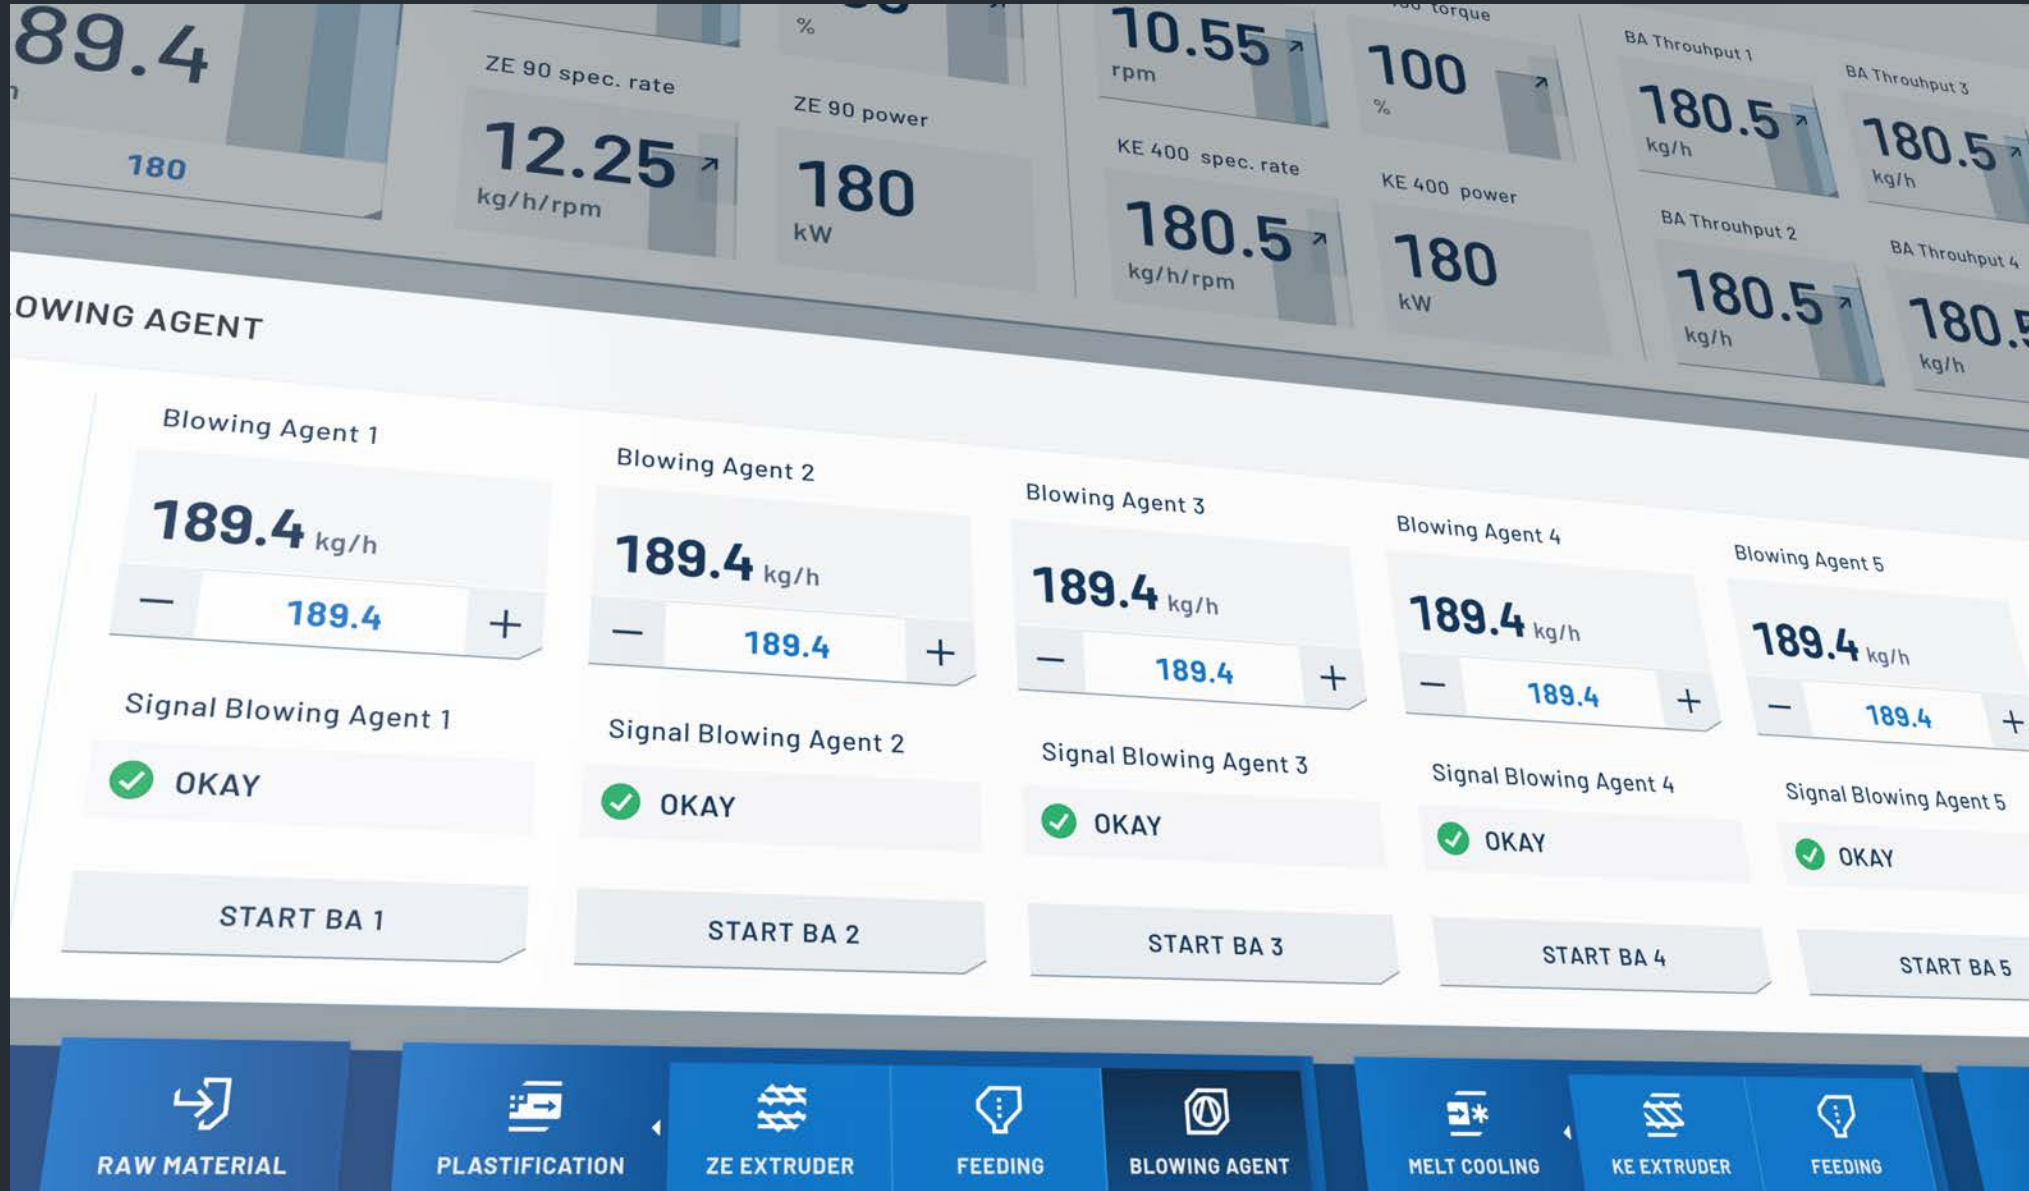 89.4
180
%
ZE 90 spec. rate
12.25
kg/h/rpm
ZE 90 power
180
kW
10.55
rpm
torque
100
%
KE 400 spec. rate
180.5
kg/h/rpm
KE 400 power
180
kW
BA Throuhput 1
180.5
kg/h
BA Throuhput 3
180.5
kg/h
BA Throuhput 2
180.5
kg/h
BA Throuhput 4
180.5
kg/h
OWING AGENT
Blowing Agent 1
189.4 kg/h
− 189.4 +
Signal Blowing Agent 1
OKAY
START BA 1
Blowing Agent 2
189.4 kg/h
− 189.4 +
Signal Blowing Agent 2
OKAY
START BA 2
Blowing Agent 3
189.4 kg/h
− 189.4 +
Signal Blowing Agent 3
OKAY
START BA 3
Blowing Agent 4
189.4 kg/h
− 189.4 +
Signal Blowing Agent 4
OKAY
START BA 4
Blowing Agent 5
189.4 kg/h
− 189.4 +
Signal Blowing Agent 5
OKAY
START BA 5
RAW MATERIAL
PLASTIFICATION
ZE EXTRUDER
FEEDING
BLOWING AGENT
MELT COOLING
KE EXTRUDER
FEEDING